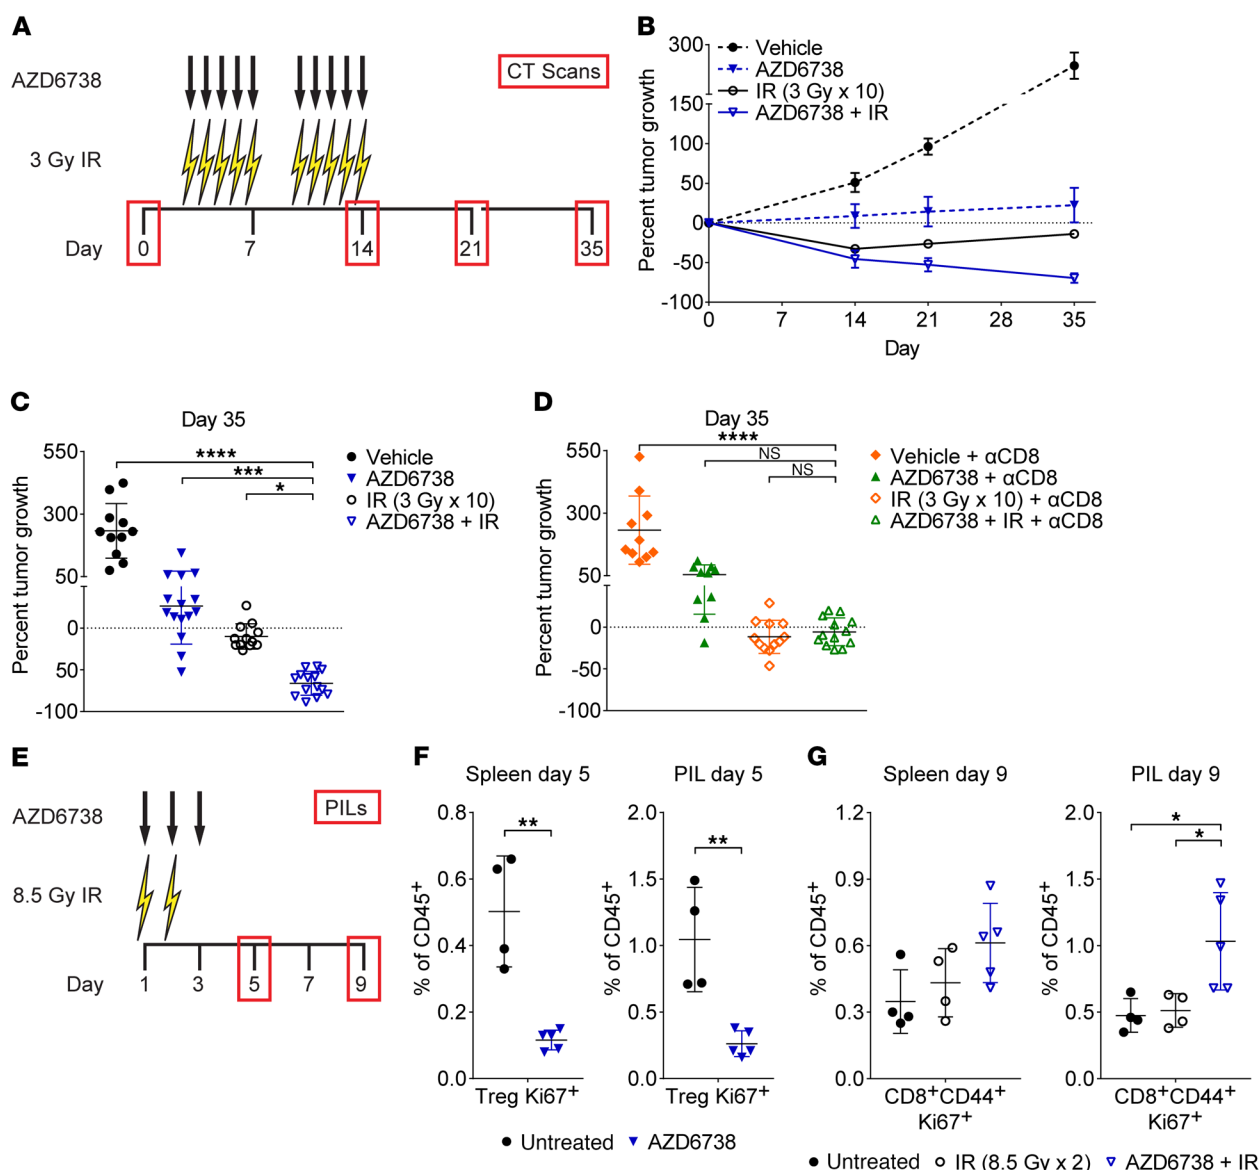 A
AZD6738
CT Scans
3 Gy IR
Day
0
7
14
21
35
B
Percent tumor growth
300
150
100
50
0
-50
-100
Vehicle
AZD6738
IR (3 Gy x 10)
AZD6738 + IR
0 7 14 21 28 35
Day
C
Day 35
Percent tumor growth
550
300
50
0
50
-100
****
***
*
Vehicle
AZD6738
IR (3 Gy x 10)
AZD6738 + IR
D
Day 35
Percent tumor growth
550
300
50
0
-50
-100
****
NS
NS
Vehicle + αCD8
AZD6738 + αCD8
IR (3 Gy x 10) + αCD8
AZD6738 + IR + αCD8
E
AZD6738
PILs
8.5 Gy IR
Day
1 3 5 7 9
F
Spleen day 5
% of CD45+
0.8
0.6
0.4
0.2
0.0
**
Treg Ki67+
PIL day 5
% of CD45+
2.0
1.5
1.0
0.5
0.0
**
Treg Ki67+
Untreated AZD6738
G
Spleen day 9
% of CD45+
1.2
0.9
0.6
0.3
0.0
CD8+CD44+
Ki67+
PIL day 9
% of CD45+
2.0
1.5
1.0
0.5
0.0
*
*
CD8+CD44+
Ki67+
Untreated IR (8.5 Gy x 2) AZD6738 + IR